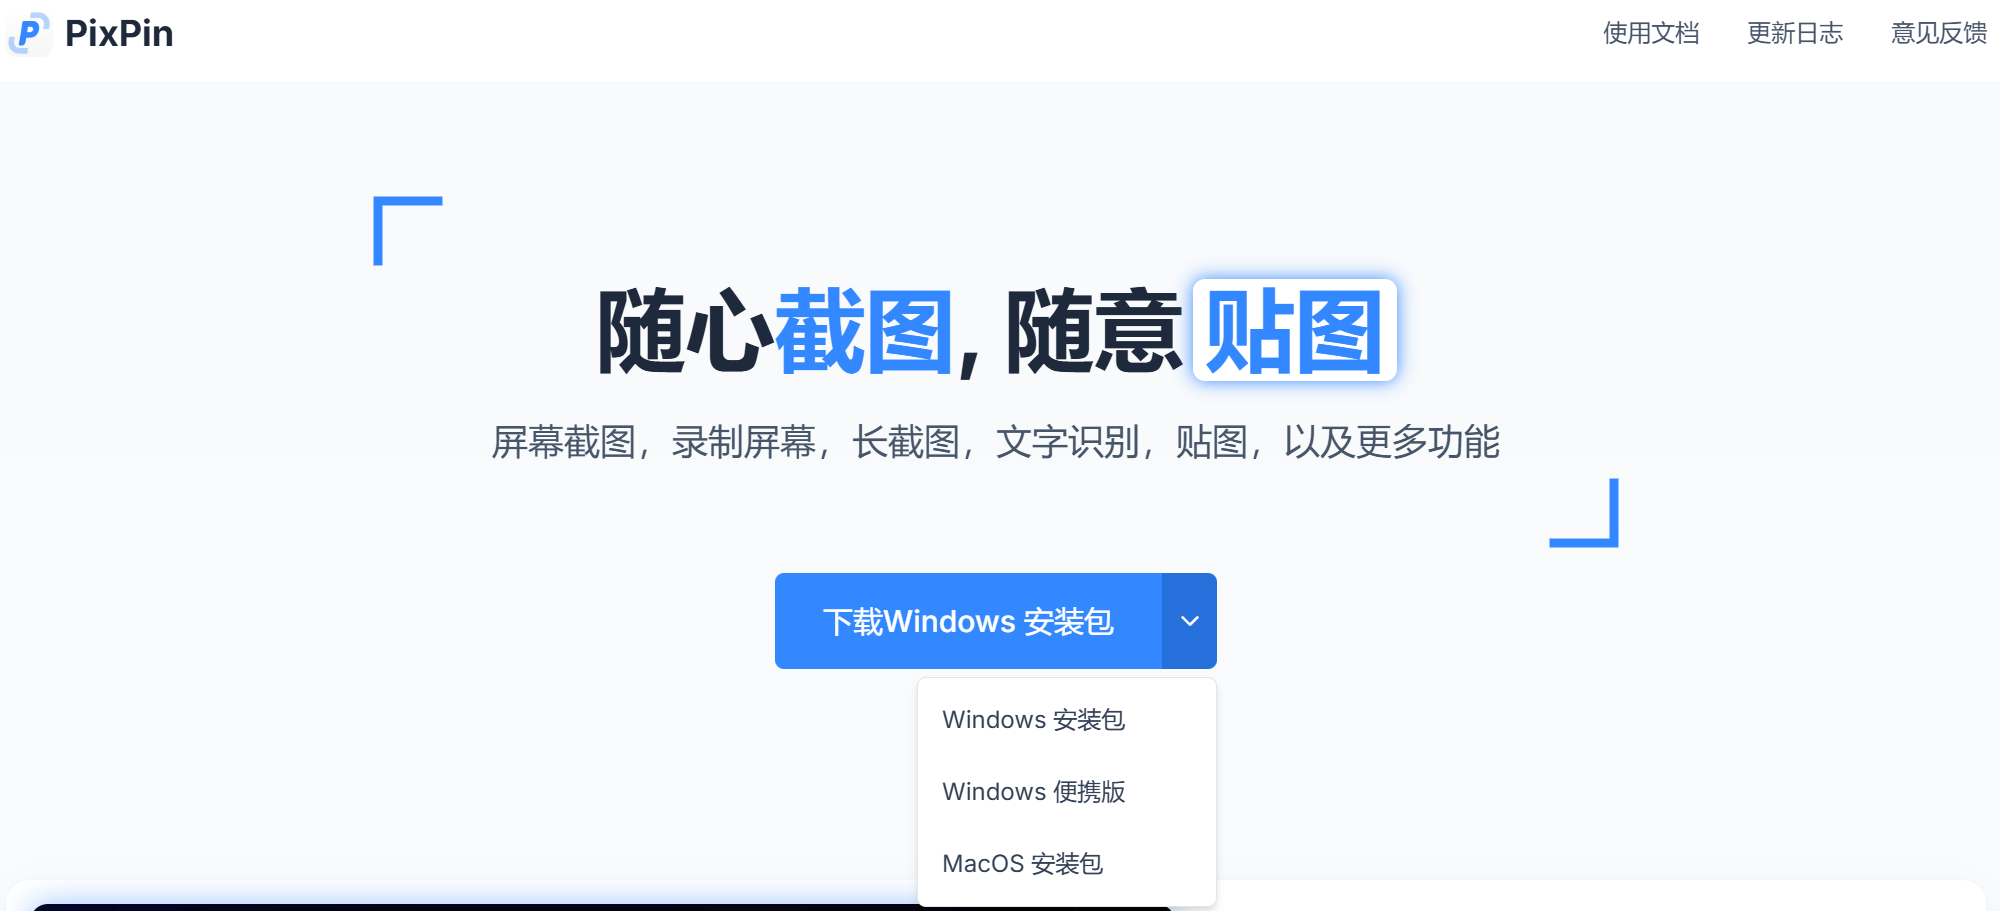 PixPin
使用文档
更新日志
意见反馈
随心截图, 随意贴图
屏幕截图，录制屏幕，长截图，文字识别，贴图，以及更多功能
下载Windows 安装包
Windows 安装包
Windows 便携版
MacOS 安装包